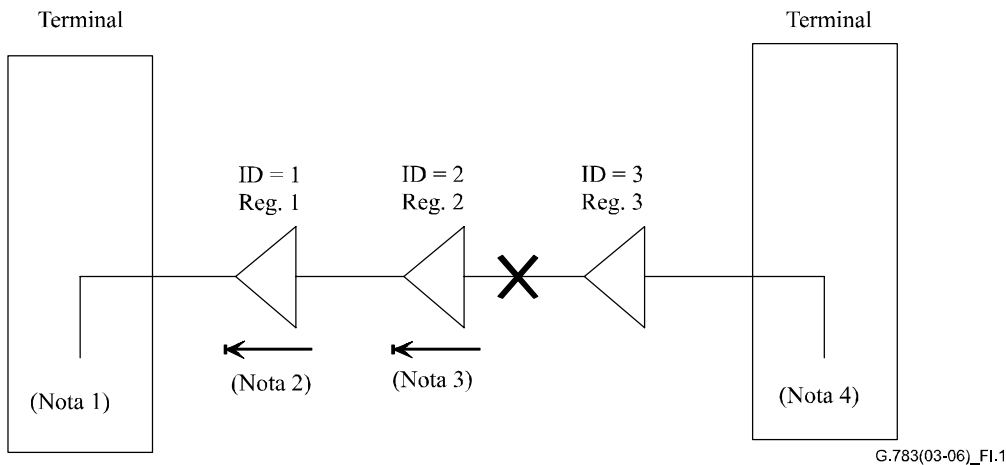 Terminal
Terminal
ID = 1
Reg. 1
ID = 2
Reg. 2
ID = 3
Reg. 3
(Nota 1)
(Nota 2)
(Nota 3)
(Nota 4)
G.783(03-06)_FI.1